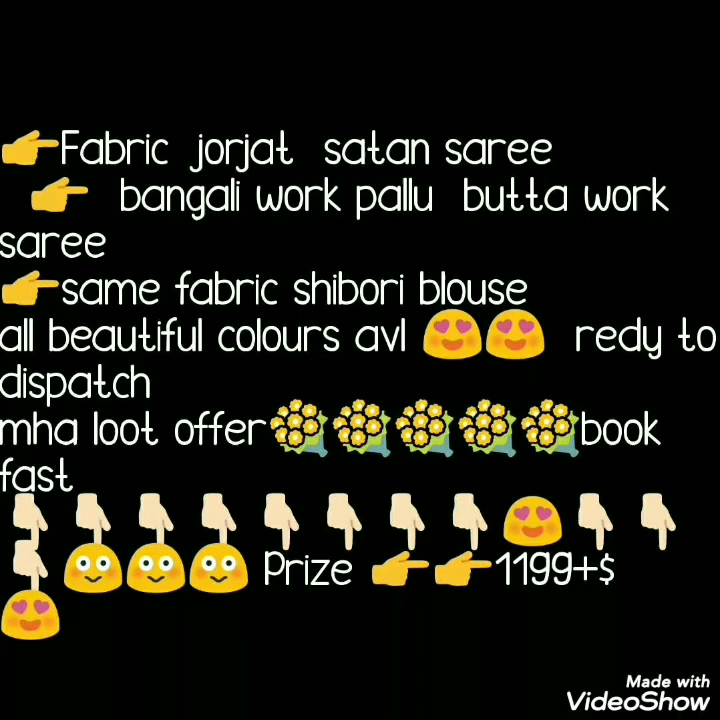 👉Fabric jorjat satan saree
👉 bangali work pallu butta work
saree
👉same fabric shibori blouse
all beautiful colours avl 😍😍 redy to
dispatch
mha loot offer💐💐💐💐💐book
fast
👇🏻👇🏻👇🏻👇🏻👇🏻👇🏻👇🏻👇🏻😍👇🏻👇🏻
👇🏻😳😳😳 Prize 👉👉1199+$
😍
Made with
VideoShow